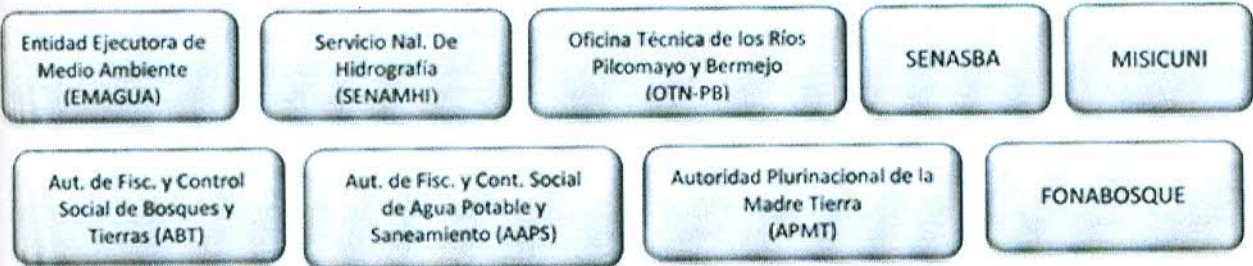 Entidad Ejecutora de
Medio Ambiente
(EMAGUA)
Servicio Nal. De
Hidrografía
(SENAMHI)
Oficina Técnica de los Ríos
Pilcomayo y Bermejo
(OTN-PB)
SENASBA
MISICUNI
Aut. de Fisc. y Control
Social de Bosques y
Tierras (ABT)
Aut. de Fisc. y Cont. Social
de Agua Potable y
Saneamiento (AAPS)
Autoridad Plurinacional de la
Madre Tierra
(APMT)
FONABOSQUE